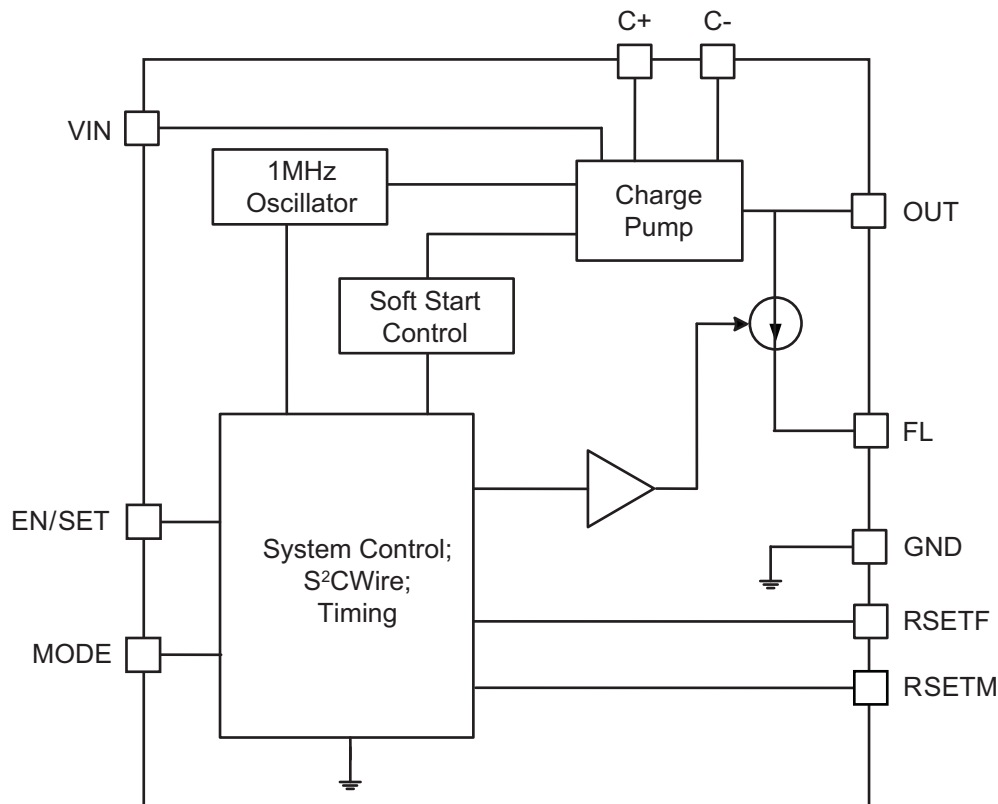 C+
C-
VIN
1MHz
Oscillator
Charge
Pump
OUT
Soft Start
Control
FL
EN/SET
System Control;
S²CWire;
Timing
GND
RSETF
MODE
RSETM